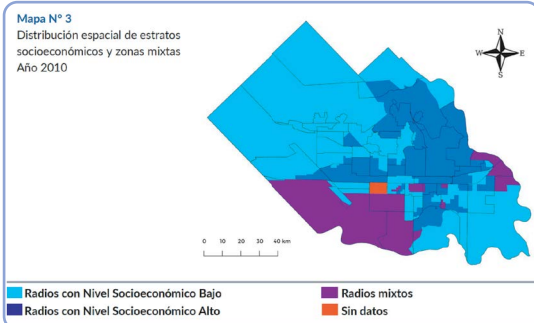 Mapa Nº 3
Distribución espacial de estratos
socioeconómicos y zonas mixtas
Año 2010
N
W E
S
0 10 20 30 40 km
Radios con Nivel Socioeconómico Bajo
Radios mixtos
Radios con Nivel Socioeconómico Alto
Sin datos